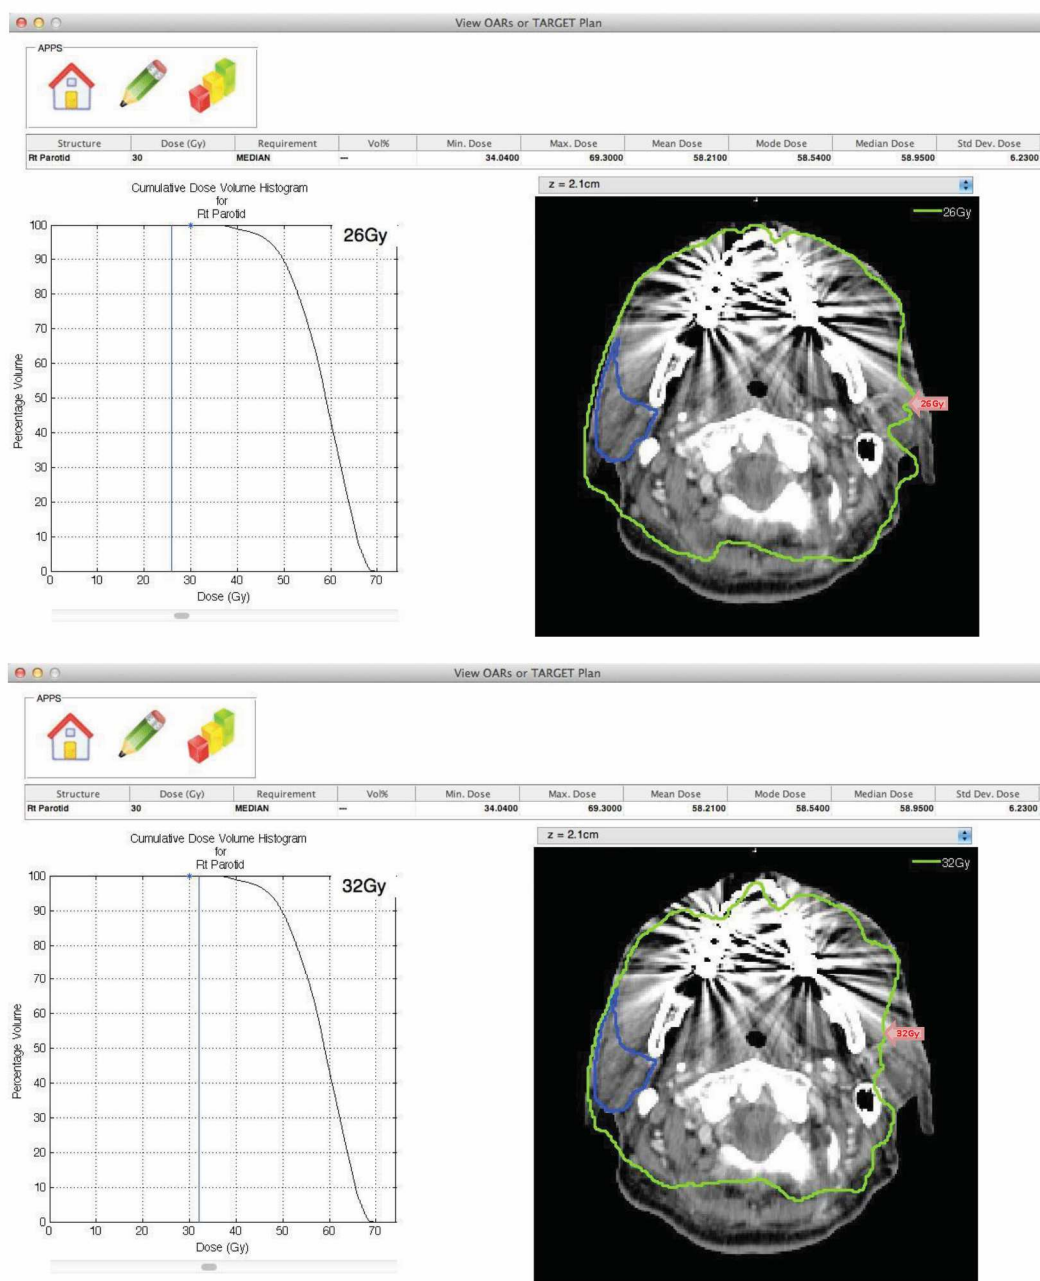 View OARs or TARGET Plan
APPS
Structure Dose (Gy) Requirement Vol% Min. Dose Max. Dose Mean Dose Mode Dose Median Dose Std Dev. Dose
Rt Parotid 30 MEDIAN --- 34.0400 69.3000 58.2100 58.5400 58.9500 6.2300
Cumulative Dose Volume Histogram
for
Rt Parotid
z = 2.1cm
26Gy
26Gy
100
90
80
70
60
50
40
30
20
10
0
Percentage Volume
26Gy
0 10 20 30 40 50 60 70
Dose (Gy)
View OARs or TARGET Plan
APPS
Structure Dose (Gy) Requirement Vol% Min. Dose Max. Dose Mean Dose Mode Dose Median Dose Std Dev. Dose
Rt Parotid 30 MEDIAN --- 34.0400 69.3000 58.2100 58.5400 58.9500 6.2300
Cumulative Dose Volume Histogram
for
Rt Parotid
z = 2.1cm
32Gy
32Gy
100
90
80
70
60
50
40
30
20
10
0
Percentage Volume
32Gy
0 10 20 30 40 50 60 70
Dose (Gy)